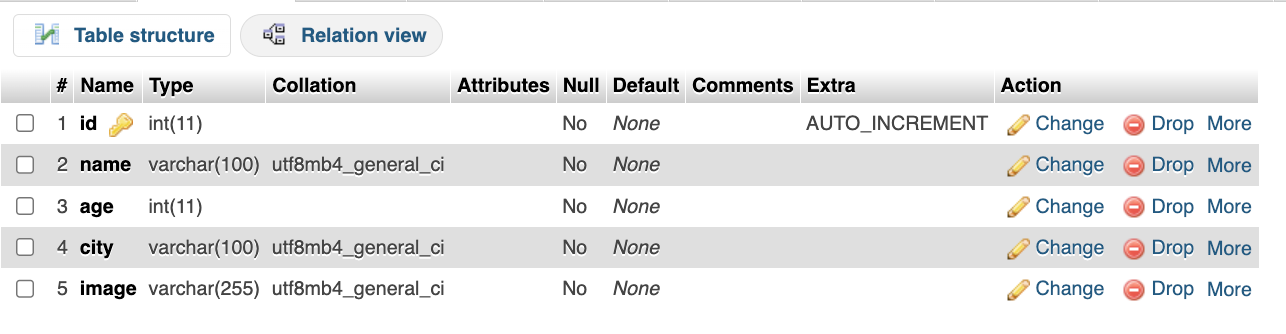 Table structure Relation view
# Name Type Collation Attributes Null Default Comments Extra Action
1 id int(11) No None AUTO_INCREMENT Change Drop More
2 name varchar(100) utf8mb4_general_ci No None Change Drop More
3 age int(11) No None Change Drop More
4 city varchar(100) utf8mb4_general_ci No None Change Drop More
5 image varchar(255) utf8mb4_general_ci No None Change Drop More